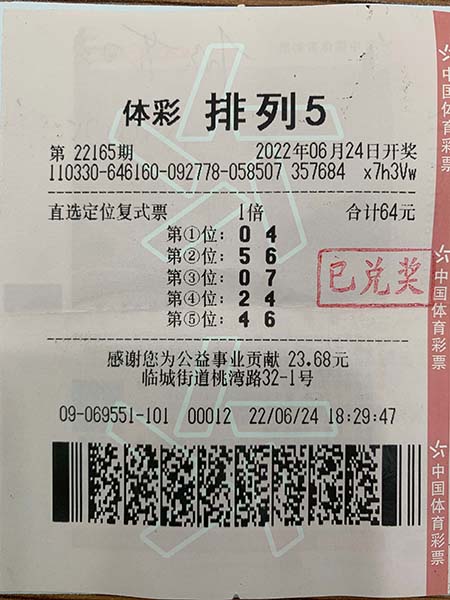 体彩 排列5
第 22165期 2022年06月24日开奖
110330-646160-092778-058507 357684 x7h3Vw
直选定位复式票 1倍 合计64元
第①位: 0 4
第②位: 5 6
第③位: 0 7
第④位: 2 4
第⑤位: 4 6
已兑奖
感谢您为公益事业贡献 23.68元
临城街道桃湾路32-1号
09-069551-101 00012 22/06/24 18:29:47
中国体育彩票
中国体育彩票
中国体育彩票